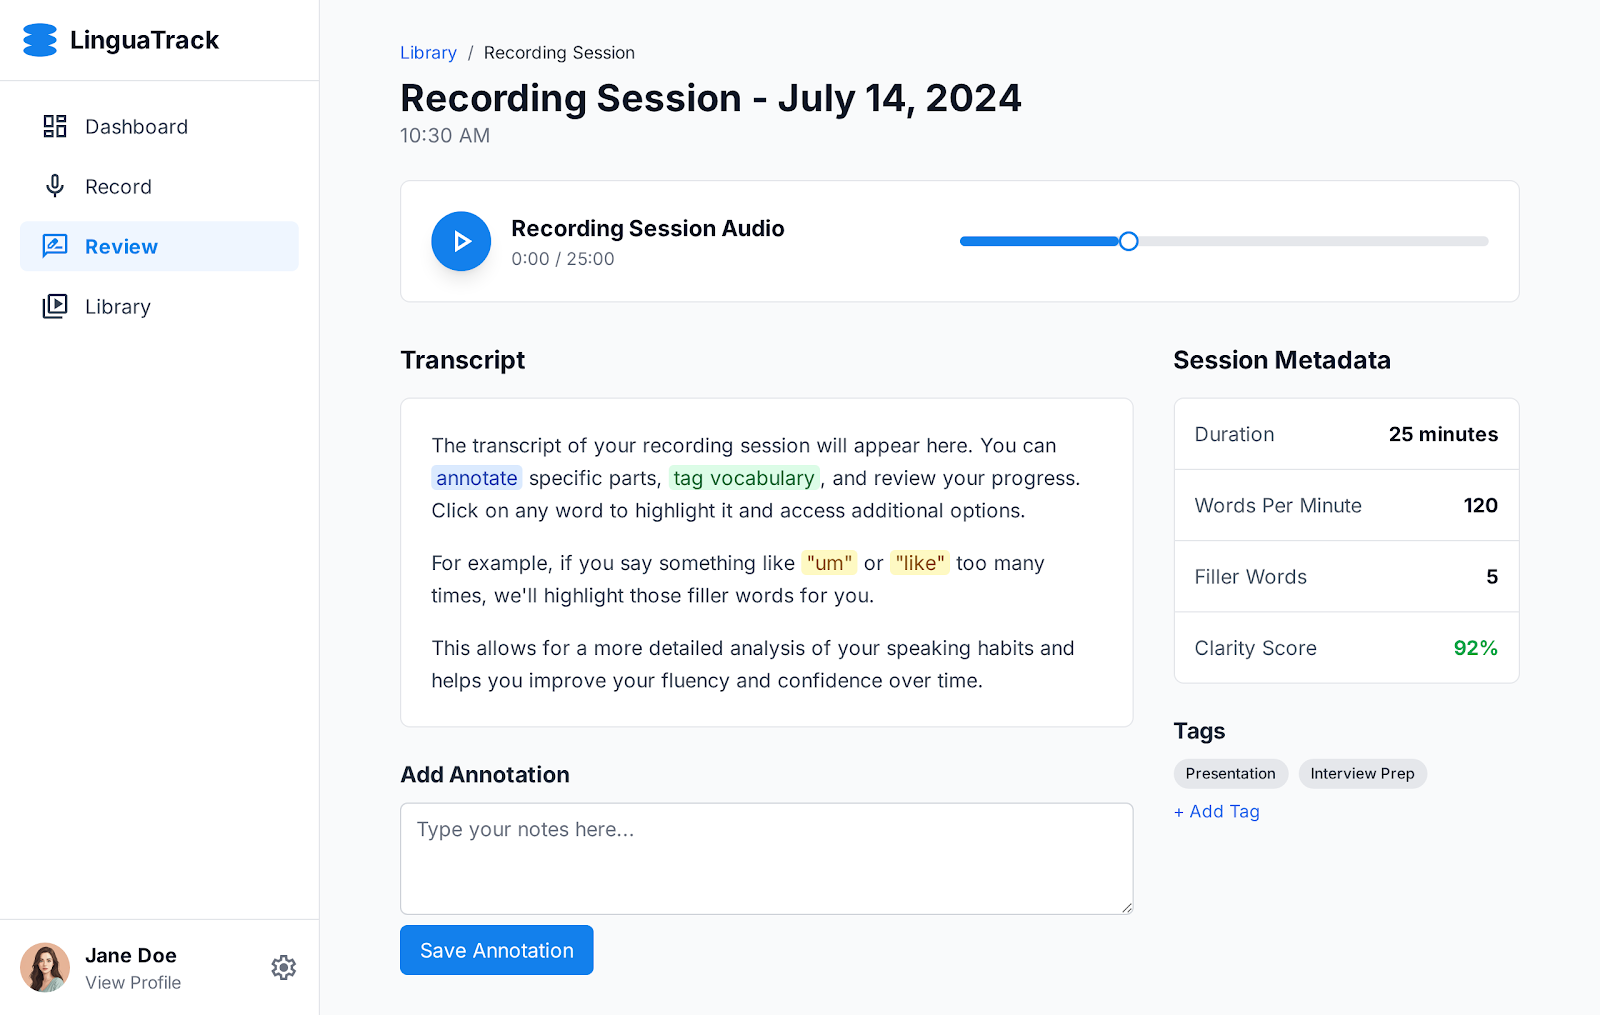 LinguaTrack
Dashboard
Record
Review
Library
Jane Doe
View Profile
Library / Recording Session
Recording Session - July 14, 2024
10:30 AM
Recording Session Audio
0:00 / 25:00
Transcript
The transcript of your recording session will appear here. You can
annotate specific parts, tag vocabulary, and review your progress.
Click on any word to highlight it and access additional options.
For example, if you say something like "um" or "like" too many
times, we'll highlight those filler words for you.
This allows for a more detailed analysis of your speaking habits and
helps you improve your fluency and confidence over time.
Add Annotation
Type your notes here...
Save Annotation
Session Metadata
Duration 25 minutes
Words Per Minute 120
Filler Words 5
Clarity Score 92%
Tags
Presentation Interview Prep
+ Add Tag